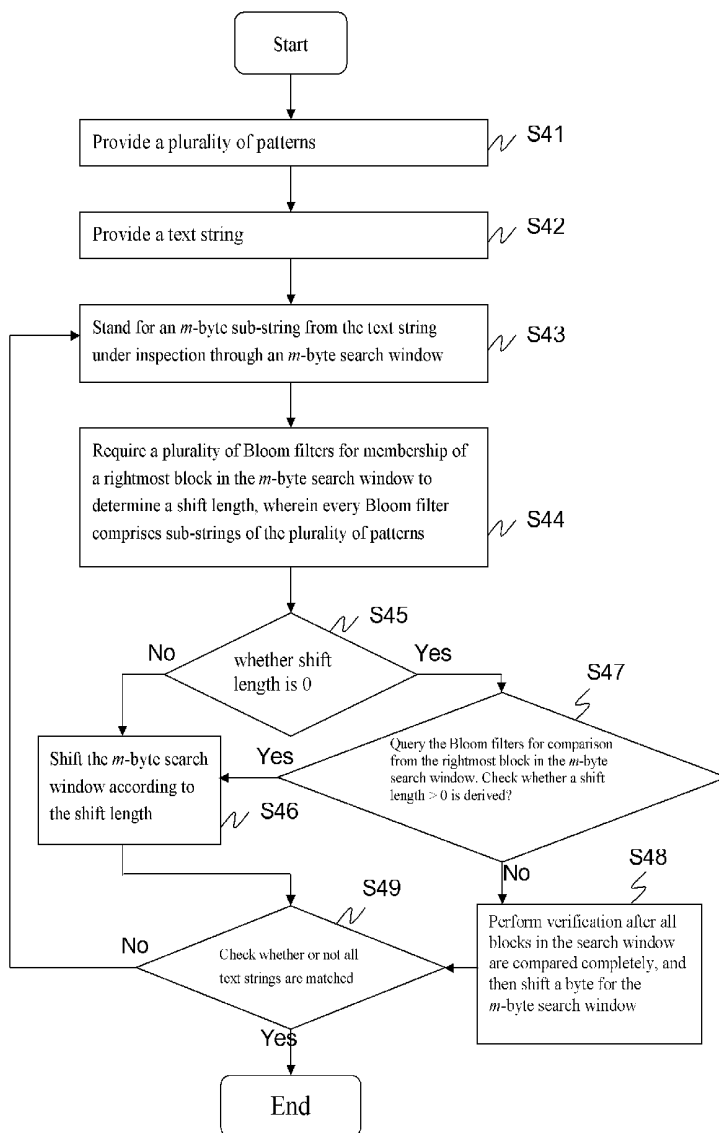 Start
Provide a plurality of patterns
S41
Provide a text string
S42
Stand for an m-byte sub-string from the text string
under inspection through an m-byte search window
S43
Require a plurality of Bloom filters for membership of
a rightmost block in the m-byte search window to
determine a shift length, wherein every Bloom filter
comprises sub-strings of the plurality of patterns
S44
S45
No
whether shift
length is 0
Yes
S47
Shift the m-byte search
window according to
the shift length
S46
Yes
Query the Bloom filters for comparison
from the rightmost block in the m-byte
search window. Check whether a shift
length > 0 is derived?
No
S48
S49
No
Check whether or not all
text strings are matched
Perform verification after all
blocks in the search window
are compared completely, and
then shift a byte for the
m-byte search window
Yes
End